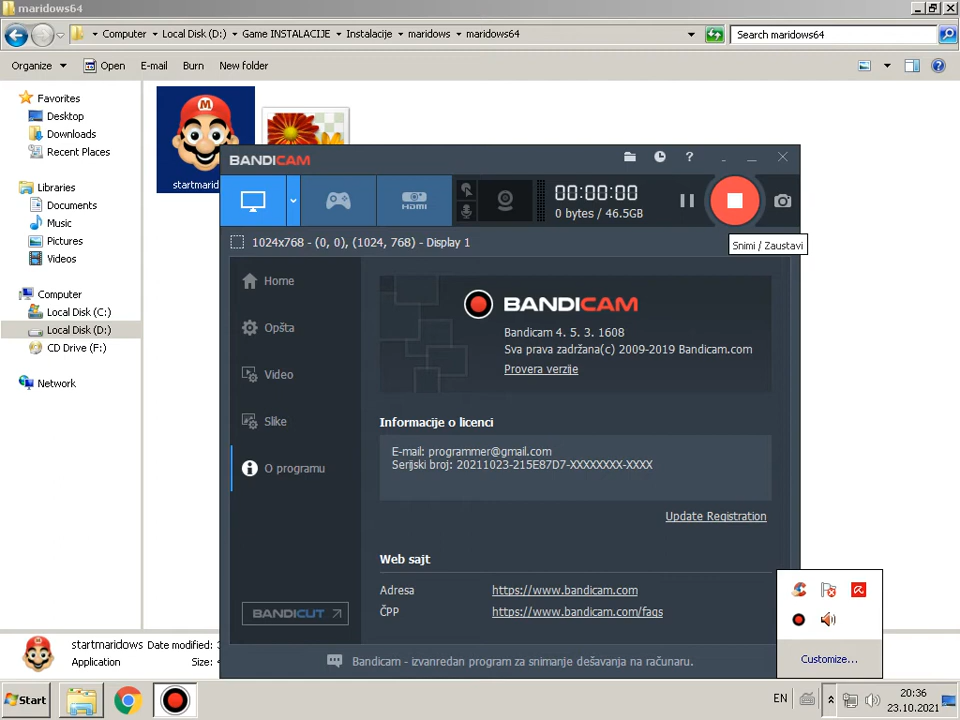 maridows64
Computer Local Disk (D:) Game INSTALACIJE Instalacije maridows maridows64
Search maridows64
Organize Open E-mail Burn New folder
Favorites
Desktop
Downloads
Recent Places
Libraries
Documents
Music
Pictures
Videos
Computer
Local Disk (C:)
Local Disk (D:)
CD Drive (F:)
Network
M
startmarid
BANDICAM
?
HDMI
00:00:00
0 bytes / 46.5GB
1024x768 - (0, 0), (1024, 768) - Display 1
Snimi / Zaustavi
Home
Opšta
Video
Slike
O programu
BANDICUT
BANDICAM
Bandicam 4. 5. 3. 1608
Sva prava zadržana(c) 2009-2019 Bandicam.com
Provera verzije
Informacije o licenci
E-mail: programmer@gmail.com
Serijski broj: 20211023-215E87D7-XXXXXXXX-XXXX
Update Registration
Web sajt
Adresa https://www.bandicam.com
ČPP https://www.bandicam.com/faqs
Bandicam - izvanredan program za snimanje dešavanja na računaru.
Customize...
startmaridows Date modified:
Application Size:
Start
EN
20:36
23.10.2021